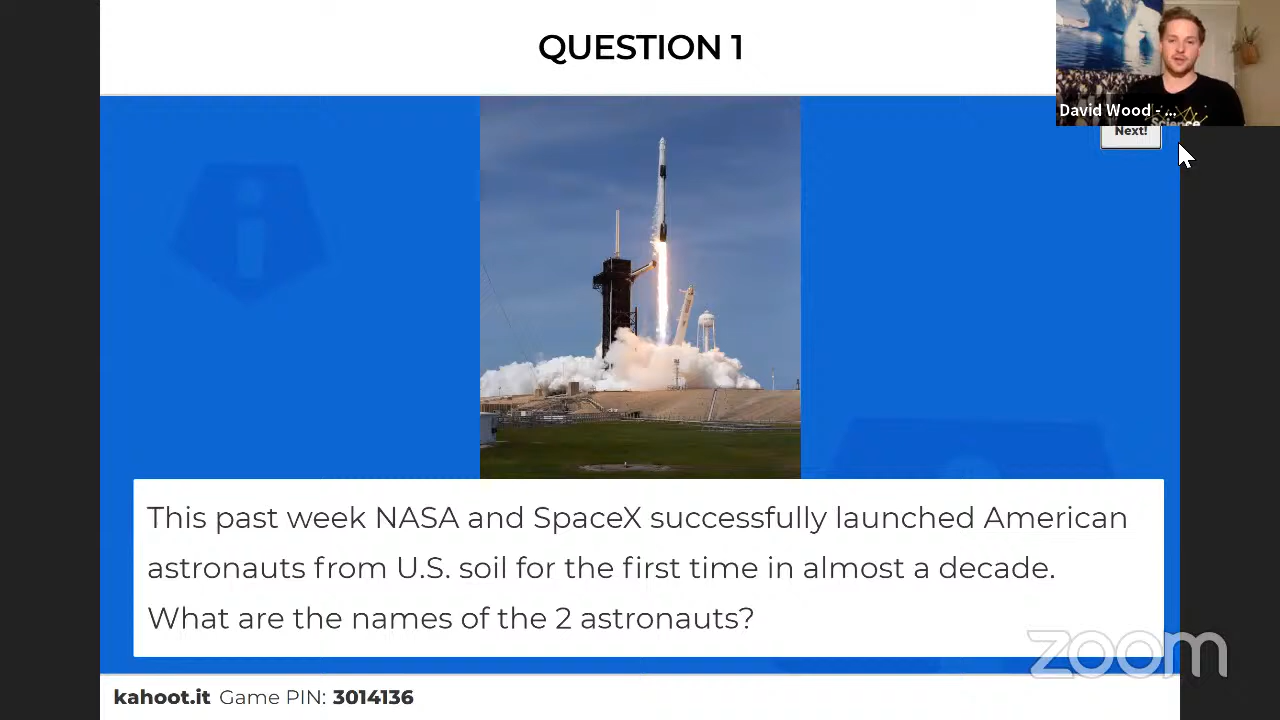 QUESTION 1
David Wood - ...
Science
Next!
This past week NASA and SpaceX successfully launched American
astronauts from U.S. soil for the first time in almost a decade.
What are the names of the 2 astronauts?
zoom
kahoot.it Game PIN: 3014136